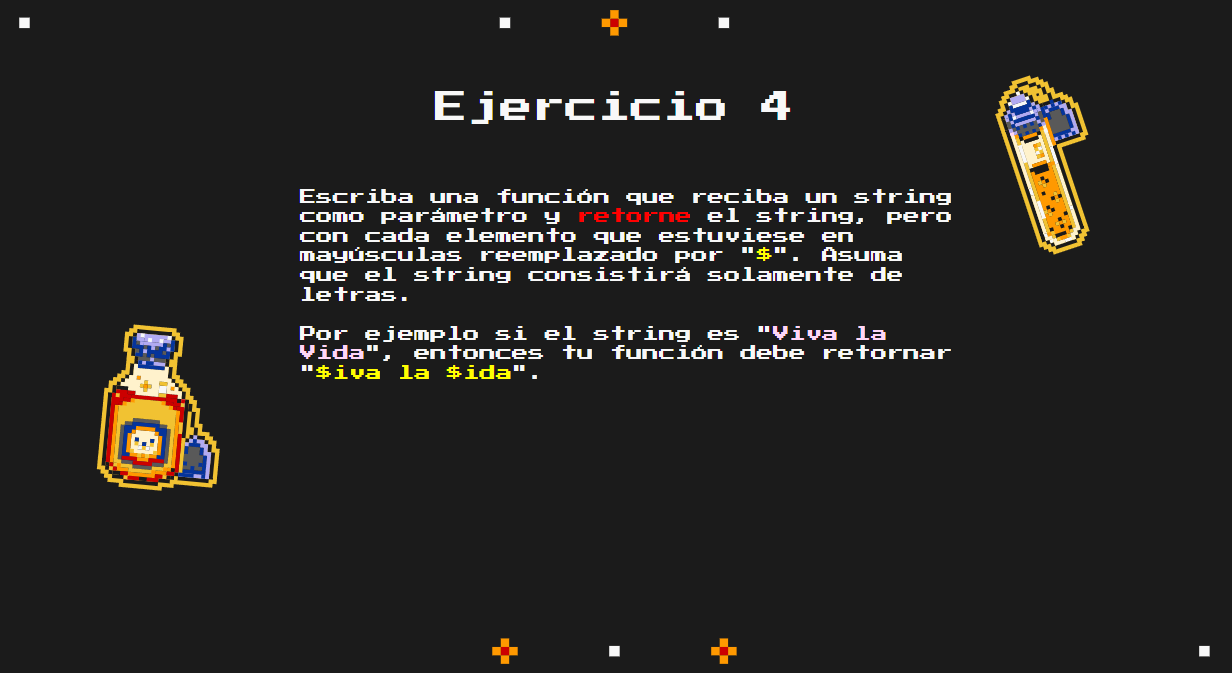 Ejercicio 4
Escriba una función que reciba un string
como parámetro y retorne el string, pero
con cada elemento que estuviese en
mayúsculas reemplazado por "$". Asuma
que el string consistirá solamente de
letras.
Por ejemplo si el string es "Viva la
Vida", entonces tu función debe retornar
"$iva la $ida".